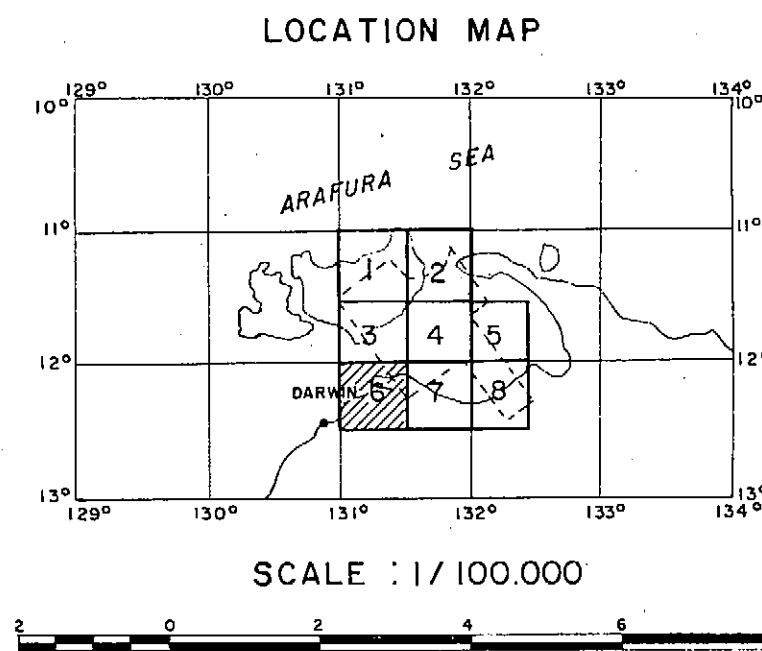 LOCATION MAP
129° 130° 131° 132° 133° 134°
10° 10°
ARAFURA SEA
11° 11°
1 2
3 4 5
12° 12°
DARWIN 6 7 8
13° 13°
129° 130° 131° 132° 133° 134°
SCALE : 1/100.000
2 0 2 4 6